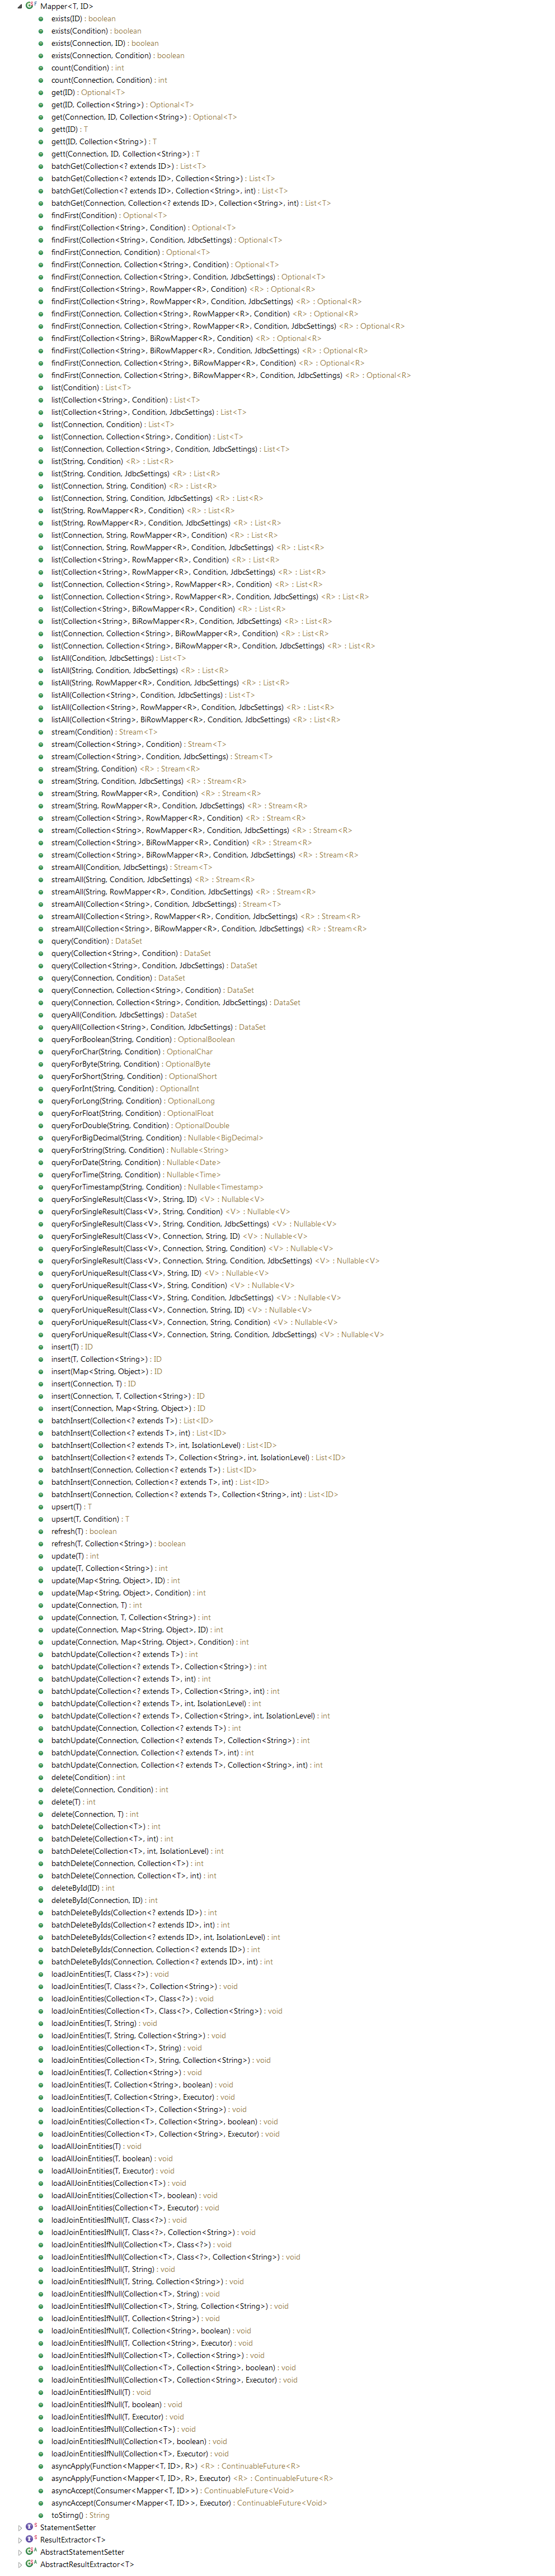 Mapper<T, ID>
exists(ID) : boolean
exists(Condition) : boolean
exists(Connection, ID) : boolean
exists(Connection, Condition) : boolean
count(Condition) : int
count(Connection, Condition) : int
get(ID) : Optional<T>
get(ID, Collection<String>) : Optional<T>
get(Connection, ID, Collection<String>) : Optional<T>
gett(ID) : T
gett(ID, Collection<String>) : T
gett(Connection, ID, Collection<String>) : T
batchGet(Collection<? extends ID>) : List<T>
batchGet(Collection<? extends ID>, Collection<String>) : List<T>
batchGet(Collection<? extends ID>, Collection<String>, int) : List<T>
batchGet(Connection, Collection<? extends ID>, Collection<String>, int) : List<T>
findFirst(Condition) : Optional<T>
findFirst(Collection<String>, Condition) : Optional<T>
findFirst(Collection<String>, Condition, JdbcSettings) : Optional<T>
findFirst(Connection, Condition) : Optional<T>
findFirst(Connection, Collection<String>, Condition) : Optional<T>
findFirst(Connection, Collection<String>, Condition, JdbcSettings) : Optional<T>
findFirst(Collection<String>, RowMapper<R>, Condition) <R> : Optional<R>
findFirst(Collection<String>, RowMapper<R>, Condition, JdbcSettings) <R> : Optional<R>
findFirst(Connection, Collection<String>, RowMapper<R>, Condition) <R> : Optional<R>
findFirst(Connection, Collection<String>, RowMapper<R>, Condition, JdbcSettings) <R> : Optional<R>
findFirst(Collection<String>, BiRowMapper<R>, Condition) <R> : Optional<R>
findFirst(Collection<String>, BiRowMapper<R>, Condition, JdbcSettings) <R> : Optional<R>
findFirst(Connection, Collection<String>, BiRowMapper<R>, Condition) <R> : Optional<R>
findFirst(Connection, Collection<String>, BiRowMapper<R>, Condition, JdbcSettings) <R> : Optional<R>
list(Condition) : List<T>
list(Collection<String>, Condition) : List<T>
list(Collection<String>, Condition, JdbcSettings) : List<T>
list(Connection, Condition) : List<T>
list(Connection, Collection<String>, Condition) : List<T>
list(Connection, Collection<String>, Condition, JdbcSettings) : List<T>
list(String, Condition) <R> : List<R>
list(String, Condition, JdbcSettings) <R> : List<R>
list(Connection, String, Condition) <R> : List<R>
list(Connection, String, Condition, JdbcSettings) <R> : List<R>
list(String, RowMapper<R>, Condition) <R> : List<R>
list(String, RowMapper<R>, Condition, JdbcSettings) <R> : List<R>
list(Connection, String, RowMapper<R>, Condition) <R> : List<R>
list(Connection, String, RowMapper<R>, Condition, JdbcSettings) <R> : List<R>
list(Collection<String>, RowMapper<R>, Condition) <R> : List<R>
list(Collection<String>, RowMapper<R>, Condition, JdbcSettings) <R> : List<R>
list(Connection, Collection<String>, RowMapper<R>, Condition) <R> : List<R>
list(Connection, Collection<String>, RowMapper<R>, Condition, JdbcSettings) <R> : List<R>
list(Collection<String>, BiRowMapper<R>, Condition) <R> : List<R>
list(Collection<String>, BiRowMapper<R>, Condition, JdbcSettings) <R> : List<R>
list(Connection, Collection<String>, BiRowMapper<R>, Condition) <R> : List<R>
list(Connection, Collection<String>, BiRowMapper<R>, Condition, JdbcSettings) <R> : List<R>
listAll(Condition, JdbcSettings) : List<T>
listAll(String, Condition, JdbcSettings) <R> : List<R>
listAll(String, RowMapper<R>, Condition, JdbcSettings) <R> : List<R>
listAll(Collection<String>, Condition, JdbcSettings) : List<T>
listAll(Collection<String>, RowMapper<R>, Condition, JdbcSettings) <R> : List<R>
listAll(Collection<String>, BiRowMapper<R>, Condition, JdbcSettings) <R> : List<R>
stream(Condition) : Stream<T>
stream(Collection<String>, Condition) : Stream<T>
stream(Collection<String>, Condition, JdbcSettings) : Stream<T>
stream(String, Condition) <R> : Stream<R>
stream(String, Condition, JdbcSettings) <R> : Stream<R>
stream(String, RowMapper<R>, Condition) <R> : Stream<R>
stream(String, RowMapper<R>, Condition, JdbcSettings) <R> : Stream<R>
stream(Collection<String>, RowMapper<R>, Condition) <R> : Stream<R>
stream(Collection<String>, RowMapper<R>, Condition, JdbcSettings) <R> : Stream<R>
stream(Collection<String>, BiRowMapper<R>, Condition) <R> : Stream<R>
stream(Collection<String>, BiRowMapper<R>, Condition, JdbcSettings) <R> : Stream<R>
streamAll(Condition, JdbcSettings) : Stream<T>
streamAll(String, Condition, JdbcSettings) <R> : Stream<R>
streamAll(String, RowMapper<R>, Condition, JdbcSettings) <R> : Stream<R>
streamAll(Collection<String>, Condition, JdbcSettings) : Stream<T>
streamAll(Collection<String>, RowMapper<R>, Condition, JdbcSettings) <R> : Stream<R>
streamAll(Collection<String>, BiRowMapper<R>, Condition, JdbcSettings) <R> : Stream<R>
query(Condition) : DataSet
query(Collection<String>, Condition) : DataSet
query(Collection<String>, Condition, JdbcSettings) : DataSet
query(Connection, Condition) : DataSet
query(Connection, Collection<String>, Condition) : DataSet
query(Connection, Collection<String>, Condition, JdbcSettings) : DataSet
queryAll(Condition, JdbcSettings) : DataSet
queryAll(Collection<String>, Condition, JdbcSettings) : DataSet
queryForBoolean(String, Condition) : OptionalBoolean
queryForChar(String, Condition) : OptionalChar
queryForByte(String, Condition) : OptionalByte
queryForShort(String, Condition) : OptionalShort
queryForInt(String, Condition) : OptionalInt
queryForLong(String, Condition) : OptionalLong
queryForFloat(String, Condition) : OptionalFloat
queryForDouble(String, Condition) : OptionalDouble
queryForBigDecimal(String, Condition) : Nullable<BigDecimal>
queryForString(String, Condition) : Nullable<String>
queryForDate(String, Condition) : Nullable<Date>
queryForTime(String, Condition) : Nullable<Time>
queryForTimestamp(String, Condition) : Nullable<Timestamp>
queryForSingleResult(Class<V>, String, ID) <V> : Nullable<V>
queryForSingleResult(Class<V>, String, Condition) <V> : Nullable<V>
queryForSingleResult(Class<V>, String, Condition, JdbcSettings) <V> : Nullable<V>
queryForSingleResult(Class<V>, Connection, String, ID) <V> : Nullable<V>
queryForSingleResult(Class<V>, Connection, String, Condition) <V> : Nullable<V>
queryForSingleResult(Class<V>, Connection, String, Condition, JdbcSettings) <V> : Nullable<V>
queryForUniqueResult(Class<V>, String, ID) <V> : Nullable<V>
queryForUniqueResult(Class<V>, String, Condition) <V> : Nullable<V>
queryForUniqueResult(Class<V>, String, Condition, JdbcSettings) <V> : Nullable<V>
queryForUniqueResult(Class<V>, Connection, String, ID) <V> : Nullable<V>
queryForUniqueResult(Class<V>, Connection, String, Condition) <V> : Nullable<V>
queryForUniqueResult(Class<V>, Connection, String, Condition, JdbcSettings) <V> : Nullable<V>
insert(T) : ID
insert(T, Collection<String>) : ID
insert(Map<String, Object>) : ID
insert(Connection, T) : ID
insert(Connection, T, Collection<String>) : ID
insert(Connection, Map<String, Object>) : ID
batchInsert(Collection<? extends T>) : List<ID>
batchInsert(Collection<? extends T>, int) : List<ID>
batchInsert(Collection<? extends T>, int, IsolationLevel) : List<ID>
batchInsert(Collection<? extends T>, Collection<String>, int, IsolationLevel) : List<ID>
batchInsert(Connection, Collection<? extends T>) : List<ID>
batchInsert(Connection, Collection<? extends T>, int) : List<ID>
batchInsert(Connection, Collection<? extends T>, Collection<String>, int) : List<ID>
upsert(T) : T
upsert(T, Condition) : T
refresh(T) : boolean
refresh(T, Collection<String>) : boolean
update(T) : int
update(T, Collection<String>) : int
update(Map<String, Object>, ID) : int
update(Map<String, Object>, Condition) : int
update(Connection, T) : int
update(Connection, T, Collection<String>) : int
update(Connection, Map<String, Object>, ID) : int
update(Connection, Map<String, Object>, Condition) : int
batchUpdate(Collection<? extends T>) : int
batchUpdate(Collection<? extends T>, Collection<String>) : int
batchUpdate(Collection<? extends T>, int) : int
batchUpdate(Collection<? extends T>, Collection<String>, int) : int
batchUpdate(Collection<? extends T>, int, IsolationLevel) : int
batchUpdate(Collection<? extends T>, Collection<String>, int, IsolationLevel) : int
batchUpdate(Connection, Collection<? extends T>) : int
batchUpdate(Connection, Collection<? extends T>, Collection<String>) : int
batchUpdate(Connection, Collection<? extends T>, int) : int
batchUpdate(Connection, Collection<? extends T>, Collection<String>, int) : int
delete(Condition) : int
delete(Connection, Condition) : int
delete(T) : int
delete(Connection, T) : int
batchDelete(Collection<T>) : int
batchDelete(Collection<T>, int) : int
batchDelete(Collection<T>, int, IsolationLevel) : int
batchDelete(Connection, Collection<T>) : int
batchDelete(Connection, Collection<T>, int) : int
deleteById(ID) : int
deleteById(Connection, ID) : int
batchDeleteByIds(Collection<? extends ID>) : int
batchDeleteByIds(Collection<? extends ID>, int) : int
batchDeleteByIds(Collection<? extends ID>, int, IsolationLevel) : int
batchDeleteByIds(Connection, Collection<? extends ID>) : int
batchDeleteByIds(Connection, Collection<? extends ID>, int) : int
loadJoinEntities(T, Class<?>) : void
loadJoinEntities(T, Class<?>, Collection<String>) : void
loadJoinEntities(Collection<T>, Class<?>) : void
loadJoinEntities(Collection<T>, Class<?>, Collection<String>) : void
loadJoinEntities(T, String) : void
loadJoinEntities(T, String, Collection<String>) : void
loadJoinEntities(Collection<T>, String) : void
loadJoinEntities(Collection<T>, String, Collection<String>) : void
loadJoinEntities(T, Collection<String>) : void
loadJoinEntities(T, Collection<String>, boolean) : void
loadJoinEntities(T, Collection<String>, Executor) : void
loadJoinEntities(Collection<T>, Collection<String>) : void
loadJoinEntities(Collection<T>, Collection<String>, boolean) : void
loadJoinEntities(Collection<T>, Collection<String>, Executor) : void
loadAllJoinEntities(T) : void
loadAllJoinEntities(T, boolean) : void
loadAllJoinEntities(T, Executor) : void
loadAllJoinEntities(Collection<T>) : void
loadAllJoinEntities(Collection<T>, boolean) : void
loadAllJoinEntities(Collection<T>, Executor) : void
loadJoinEntitiesIfNull(T, Class<?>) : void
loadJoinEntitiesIfNull(T, Class<?>, Collection<String>) : void
loadJoinEntitiesIfNull(Collection<T>, Class<?>) : void
loadJoinEntitiesIfNull(Collection<T>, Class<?>, Collection<String>) : void
loadJoinEntitiesIfNull(T, String) : void
loadJoinEntitiesIfNull(T, String, Collection<String>) : void
loadJoinEntitiesIfNull(Collection<T>, String) : void
loadJoinEntitiesIfNull(Collection<T>, String, Collection<String>) : void
loadJoinEntitiesIfNull(T, Collection<String>) : void
loadJoinEntitiesIfNull(T, Collection<String>, boolean) : void
loadJoinEntitiesIfNull(T, Collection<String>, Executor) : void
loadJoinEntitiesIfNull(Collection<T>, Collection<String>) : void
loadJoinEntitiesIfNull(Collection<T>, Collection<String>, boolean) : void
loadJoinEntitiesIfNull(Collection<T>, Collection<String>, Executor) : void
loadJoinEntitiesIfNull(T) : void
loadJoinEntitiesIfNull(T, boolean) : void
loadJoinEntitiesIfNull(T, Executor) : void
loadJoinEntitiesIfNull(Collection<T>) : void
loadJoinEntitiesIfNull(Collection<T>, boolean) : void
loadJoinEntitiesIfNull(Collection<T>, Executor) : void
asyncApply(Function<Mapper<T, ID>, R>) <R> : ContinuableFuture<R>
asyncApply(Function<Mapper<T, ID>, R>, Executor) <R> : ContinuableFuture<R>
asyncAccept(Consumer<Mapper<T, ID>>) : ContinuableFuture<Void>
asyncAccept(Consumer<Mapper<T, ID>>, Executor) : ContinuableFuture<Void>
toStirng() : String
StatementSetter
ResultExtractor<T>
AbstractStatementSetter
AbstractResultExtractor<T>